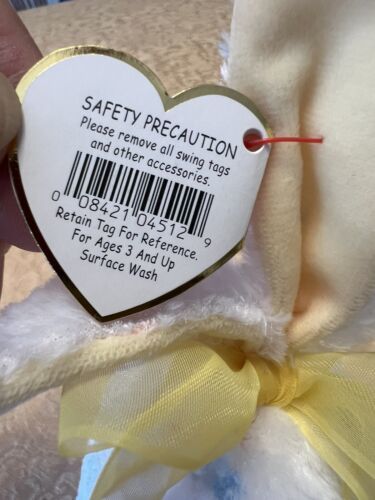 SAFETY PRECAUTION
Please remove all swing tags
and other accessories.
0 08421 04512 9
Retain Tag For Reference.
For Ages 3 And Up
Surface Wash